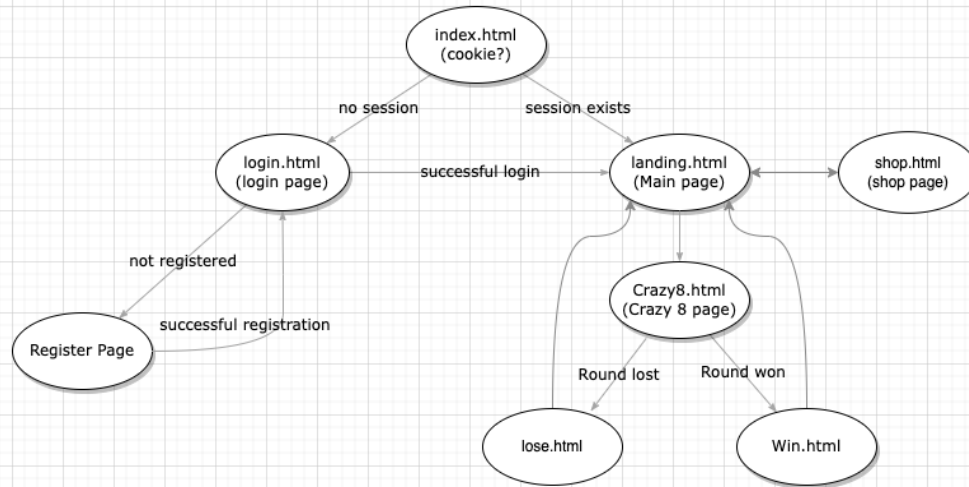 index.html
(cookie?)
no session
session exists
login.html
(login page)
successful login
landing.html
(Main page)
shop.html
(shop page)
not registered
Crazy8.html
(Crazy 8 page)
successful registration
Register Page
Round lost
Round won
lose.html
Win.html